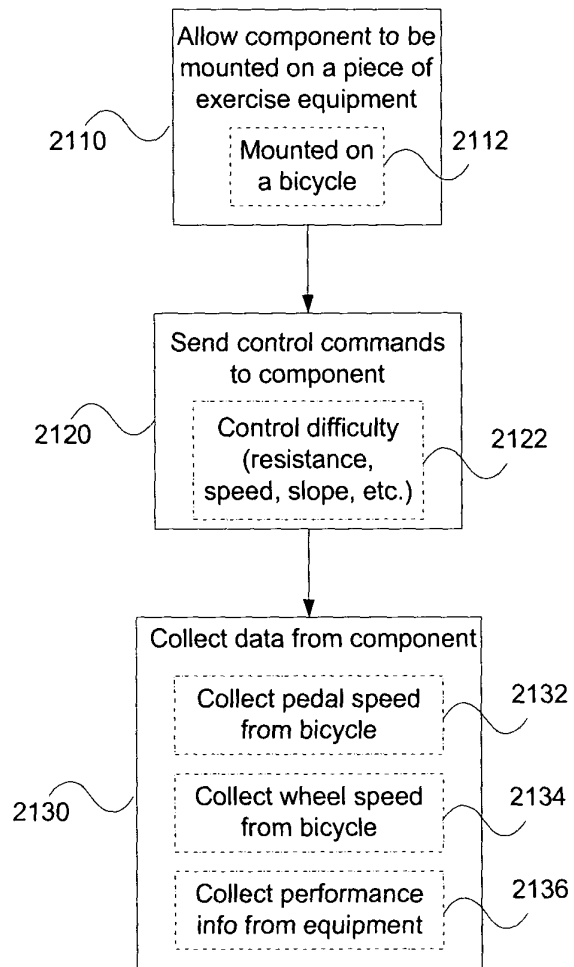 Allow component to be
mounted on a piece of
exercise equipment
2110
Mounted on
a bicycle
2112
Send control commands
to component
2120
Control difficulty
(resistance,
speed, slope, etc.)
2122
Collect data from component
Collect pedal speed
from bicycle
2132
2130
Collect wheel speed
from bicycle
2134
Collect performance
info from equipment
2136